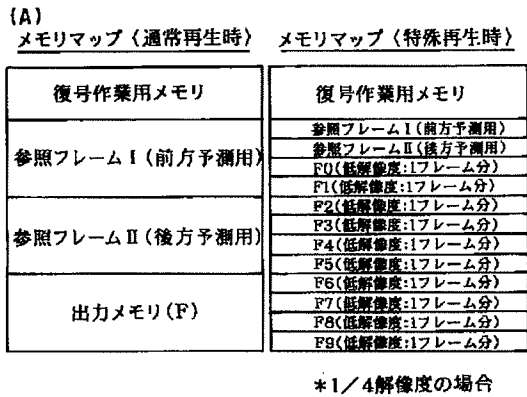 (A)
メモリマップ〈通常再生時〉
復号作業用メモリ
参照フレームⅠ(前方予測用)
参照フレームⅡ(後方予測用)
出力メモリ(F)
メモリマップ〈特殊再生時〉
復号作業用メモリ
参照フレームⅠ(前方予測用)
参照フレームⅡ(後方予測用)
F0(低解像度:1フレーム分)
F1(低解像度:1フレーム分)
F2(低解像度:1フレーム分)
F3(低解像度:1フレーム分)
F4(低解像度:1フレーム分)
F5(低解像度:1フレーム分)
F6(低解像度:1フレーム分)
F7(低解像度:1フレーム分)
F8(低解像度:1フレーム分)
F9(低解像度:1フレーム分)
*1/4解像度の場合